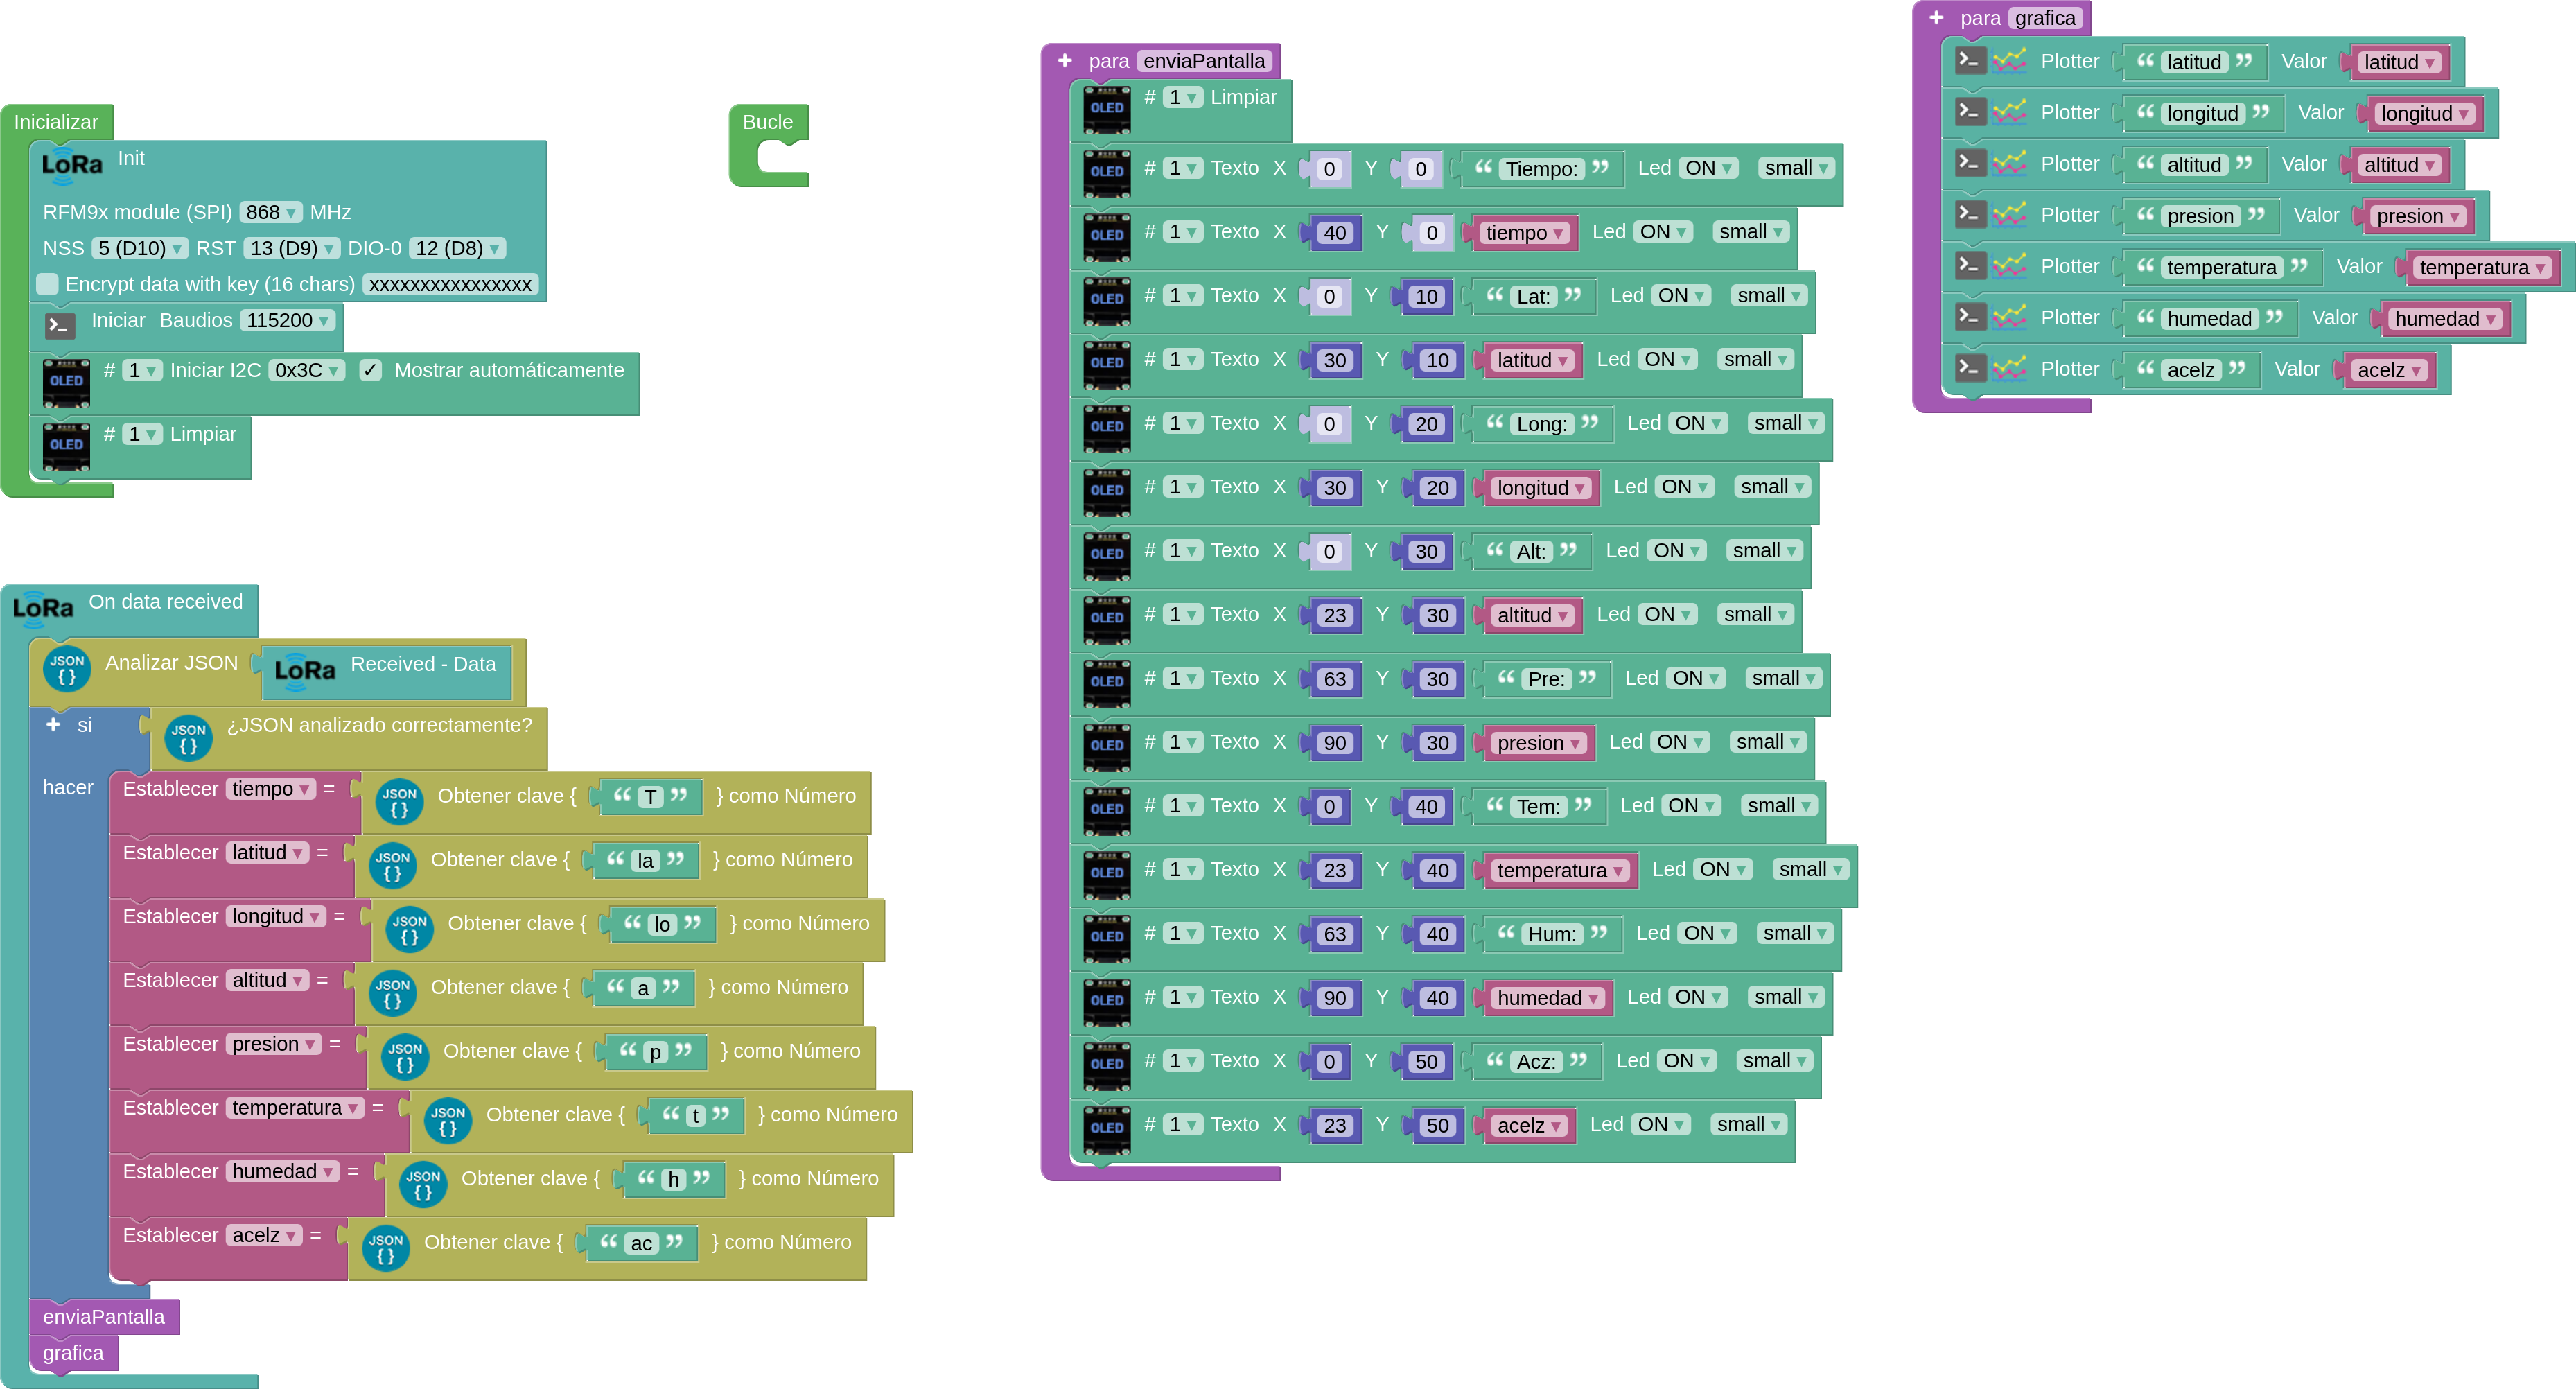 Inicializar
LoRa Init
RFM9x module (SPI) 868 MHz
NSS 5 (D10) RST 13 (D9) DIO-0 12 (D8)
Encrypt data with key (16 chars) xxxxxxxxxxxxxxxx
Iniciar Baudios 115200
OLED # 1 Iniciar I2C 0x3C ✓ Mostrar automáticamente
OLED # 1 Limpiar
Bucle
LoRa On data received
JSON { } Analizar JSON LoRa Received - Data
+ si JSON { } ¿JSON analizado correctamente?
hacer Establecer tiempo = JSON { } Obtener clave { “ T ” } como Número
Establecer latitud = JSON { } Obtener clave { “ la ” } como Número
Establecer longitud = JSON { } Obtener clave { “ lo ” } como Número
Establecer altitud = JSON { } Obtener clave { “ a ” } como Número
Establecer presion = JSON { } Obtener clave { “ p ” } como Número
Establecer temperatura = JSON { } Obtener clave { “ t ” } como Número
Establecer humedad = JSON { } Obtener clave { “ h ” } como Número
Establecer acelz = JSON { } Obtener clave { “ ac ” } como Número
enviaPantalla
grafica
+ para enviaPantalla
OLED # 1 Limpiar
OLED # 1 Texto X 0 Y 0 “ Tiempo: ” Led ON small
OLED # 1 Texto X 40 Y 0 tiempo Led ON small
OLED # 1 Texto X 0 Y 10 “ Lat: ” Led ON small
OLED # 1 Texto X 30 Y 10 latitud Led ON small
OLED # 1 Texto X 0 Y 20 “ Long: ” Led ON small
OLED # 1 Texto X 30 Y 20 longitud Led ON small
OLED # 1 Texto X 0 Y 30 “ Alt: ” Led ON small
OLED # 1 Texto X 23 Y 30 altitud Led ON small
OLED # 1 Texto X 63 Y 30 “ Pre: ” Led ON small
OLED # 1 Texto X 90 Y 30 presion Led ON small
OLED # 1 Texto X 0 Y 40 “ Tem: ” Led ON small
OLED # 1 Texto X 23 Y 40 temperatura Led ON small
OLED # 1 Texto X 63 Y 40 “ Hum: ” Led ON small
OLED # 1 Texto X 90 Y 40 humedad Led ON small
OLED # 1 Texto X 0 Y 50 “ Acz: ” Led ON small
OLED # 1 Texto X 23 Y 50 acelz Led ON small
+ para grafica
Plotter “ latitud ” Valor latitud
Plotter “ longitud ” Valor longitud
Plotter “ altitud ” Valor altitud
Plotter “ presion ” Valor presion
Plotter “ temperatura ” Valor temperatura
Plotter “ humedad ” Valor humedad
Plotter “ acelz ” Valor acelz